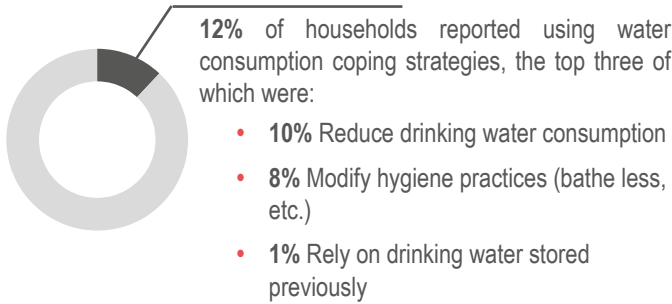 12% of households reported using water
consumption coping strategies, the top three of
which were:
• 10% Reduce drinking water consumption
• 8% Modify hygiene practices (bathe less,
etc.)
• 1% Rely on drinking water stored
previously